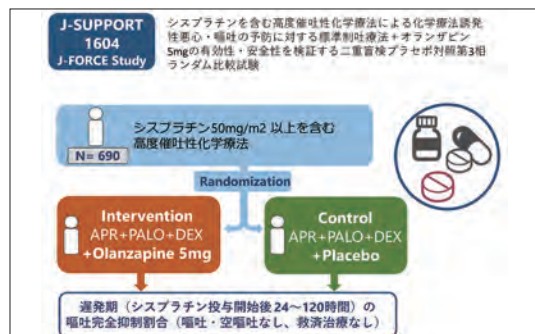 J-SUPPORT
1604
J-FORCE Study
シスプラチンを含む高度催吐性化学療法による化学療法誘発
性悪心・嘔吐の予防に対する標準制吐療法＋オランザピン
5mgの有効性・安全性を検証する二重盲検プラセボ対照第3相
ランダム比較試験
シスプラチン50mg/m2 以上を含む
高度催吐性化学療法
N= 690
Randomization
Intervention
APR+PALO+DEX
+Olanzapine 5mg
Control
APR+PALO+DEX
+Placebo
遅発期（シスプラチン投与開始後 24～120時間）の
嘔吐完全抑制割合（嘔吐・空嘔吐なし、救済治療なし）